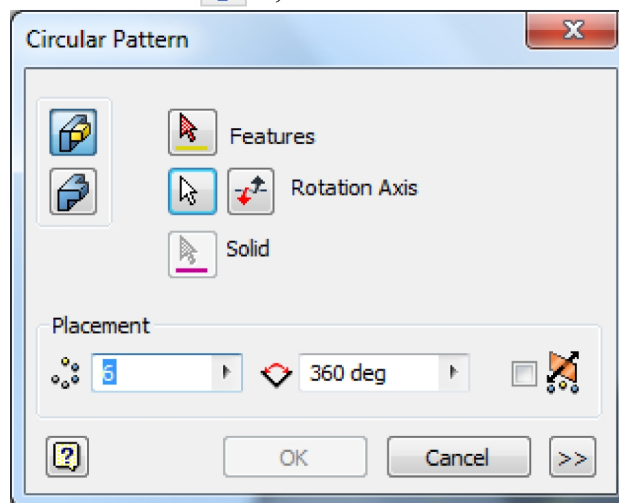 Circular Pattern
Features
Rotation Axis
Solid
Placement
6
360 deg
OK
Cancel
>>